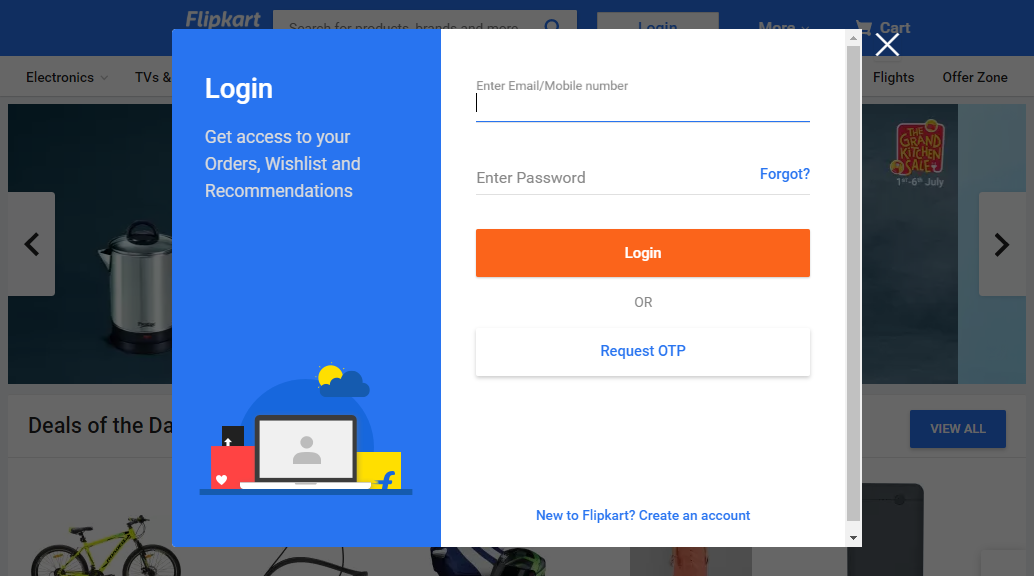 Flipkart
Search for products, brands and more
Login
More
Cart
Electronics
TVs &
Flights
Offer Zone
Login
Get access to your
Orders, Wishlist and
Recommendations
Enter Email/Mobile number
Enter Password
Forgot?
Login
OR
Request OTP
New to Flipkart? Create an account
THE
GRAND
KITCHEN
SALE
1st-6th July
Prestige
Deals of the Da
VIEW ALL